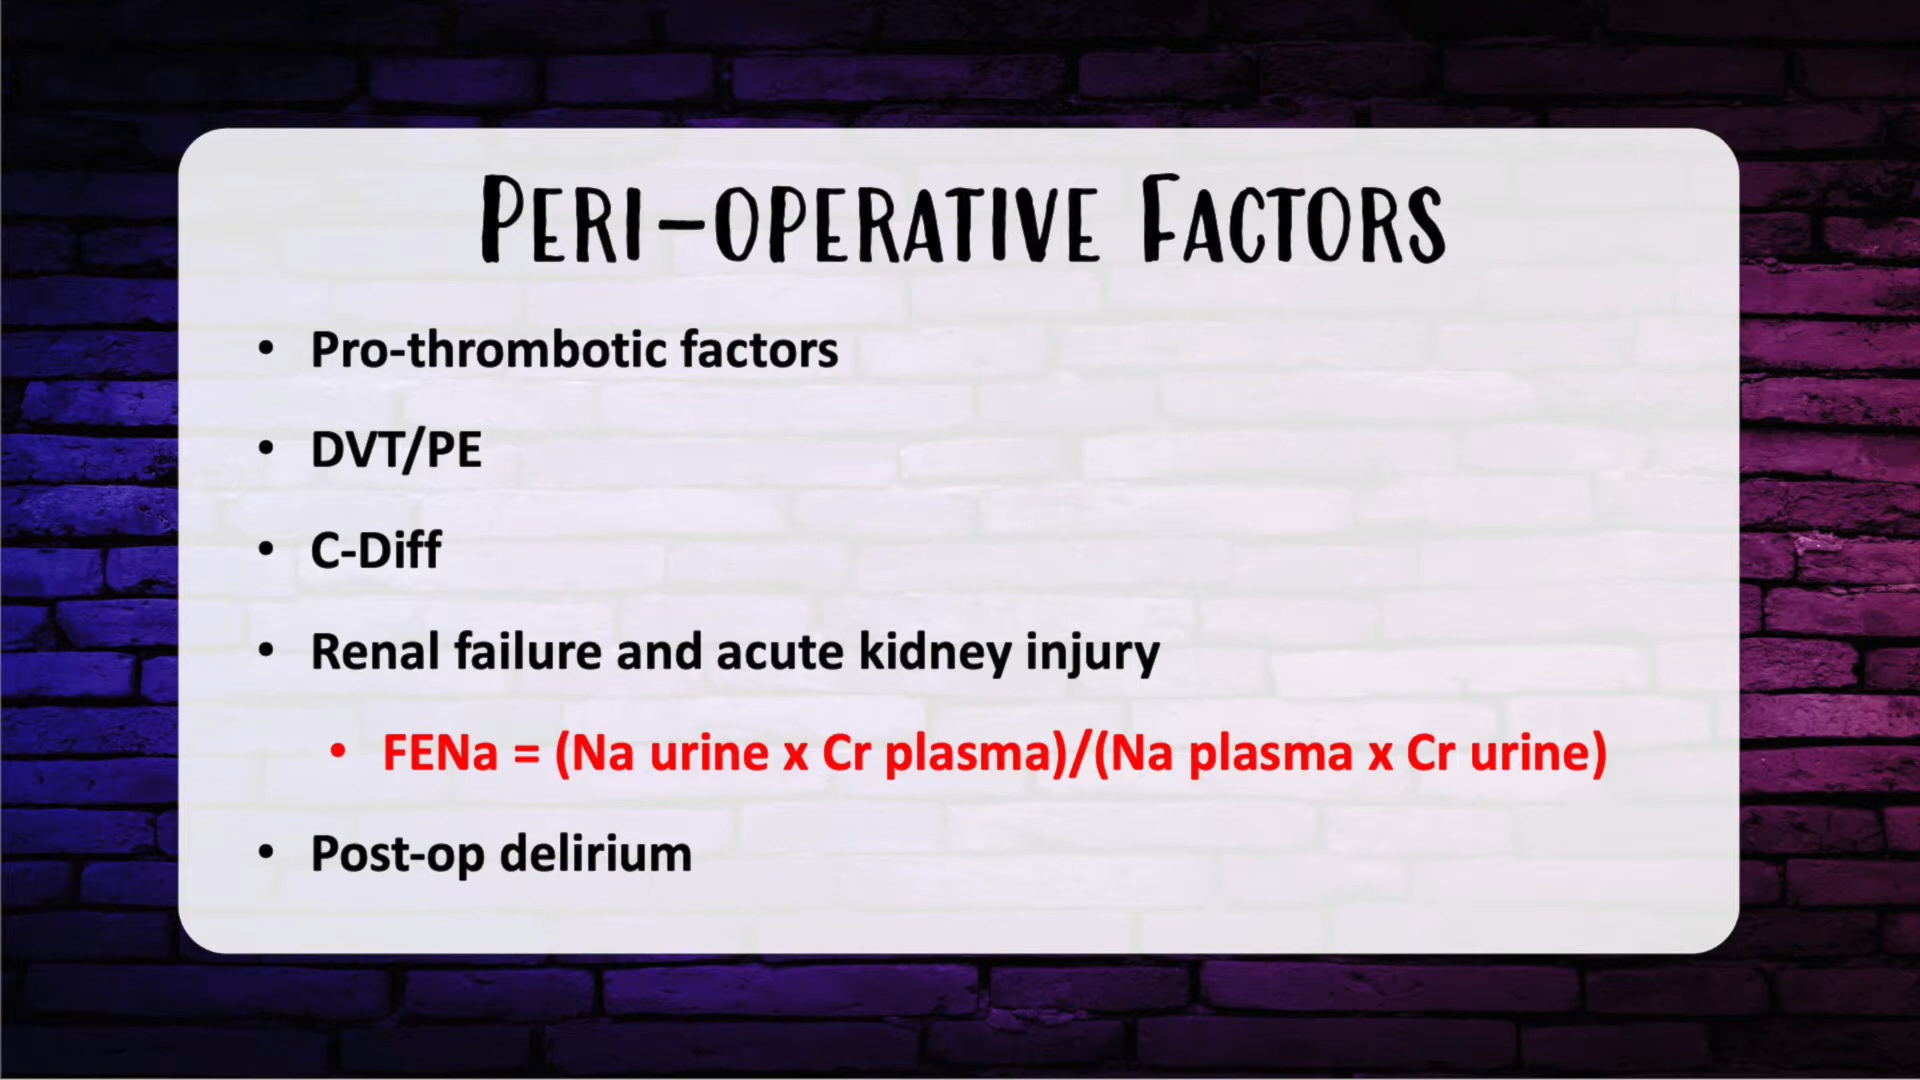 Peri-operative Factors
• Pro-thrombotic factors
• DVT/PE
• C-Diff
• Renal failure and acute kidney injury
• FENa = (Na urine x Cr plasma)/(Na plasma x Cr urine)
• Post-op delirium